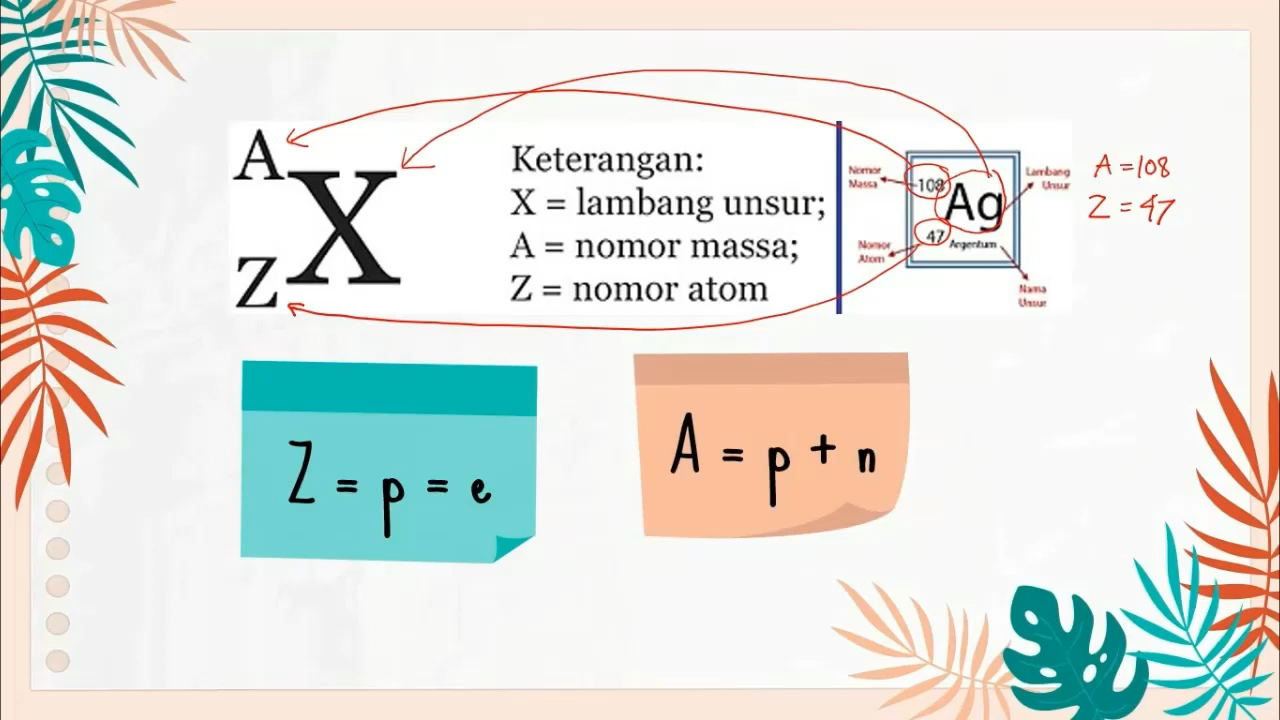 A
X
Z
Keterangan:
X = lambang unsur;
A = nomor massa;
Z = nomor atom
Nomor
Massa
108
Ag
Lambang
Unsur
47
Argentum
Nomor
Atom
Nama
Unsur
A = 108
Z = 47
Z = p = e
A = p + n